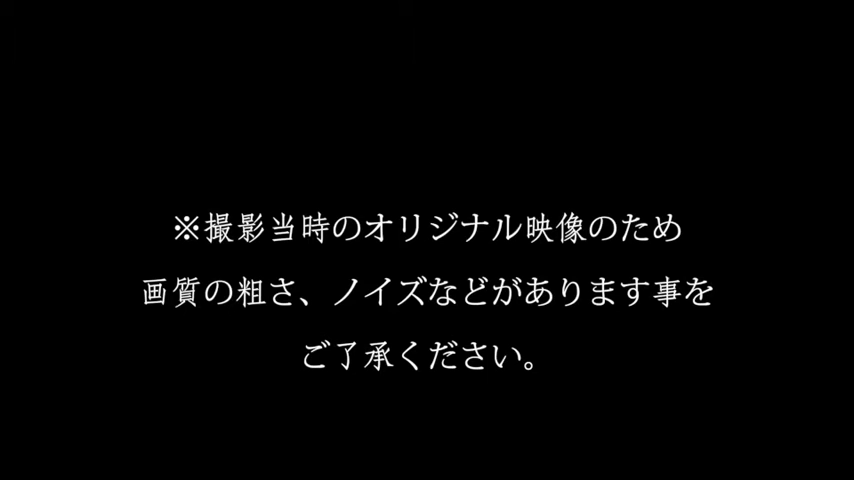 ※撮影当時のオリジナル映像のため
画質の粗さ、ノイズなどがあります事を
ご了承ください。